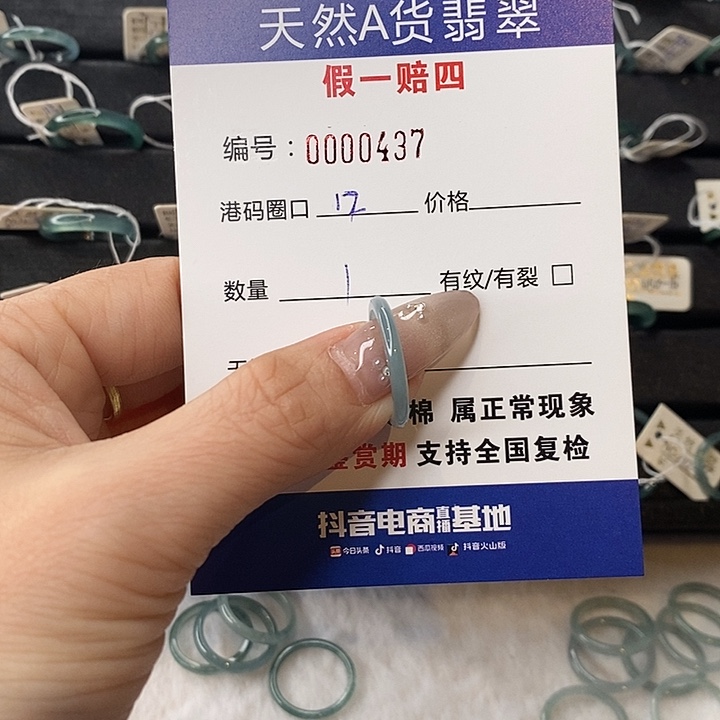 天然A货翡翠
假一赔四
编号：0000437
港码圈口 12 价格
数量 1 有纹/有裂 □
棉 属正常现象
鉴赏期 支持全国复检
抖音电商直播基地
今日头条 抖音 西瓜视频 抖音火山版